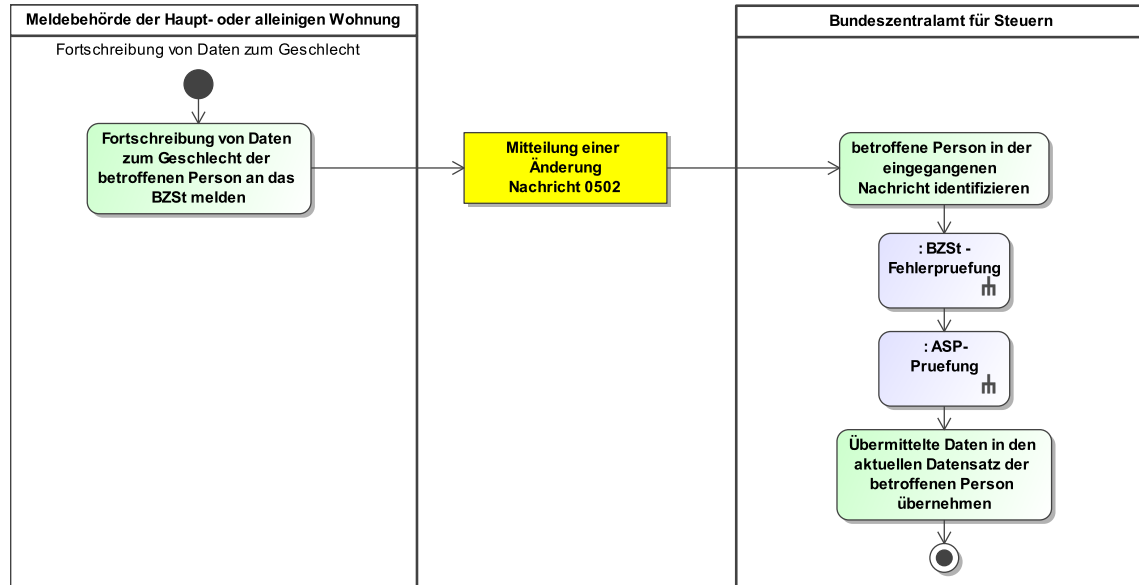 Meldebehörde der Haupt- oder alleinigen Wohnung
Fortschreibung von Daten zum Geschlecht
Fortschreibung von Daten
zum Geschlecht der
betroffenen Person an das
BZSt melden
Mitteilung einer
Änderung
Nachricht 0502
Bundeszentralamt für Steuern
betroffene Person in der
eingegangenen
Nachricht identifizieren
: BZSt -
Fehlerpruefung
: ASP-
Pruefung
Übermittelte Daten in den
aktuellen Datensatz der
betroffenen Person
übernehmen